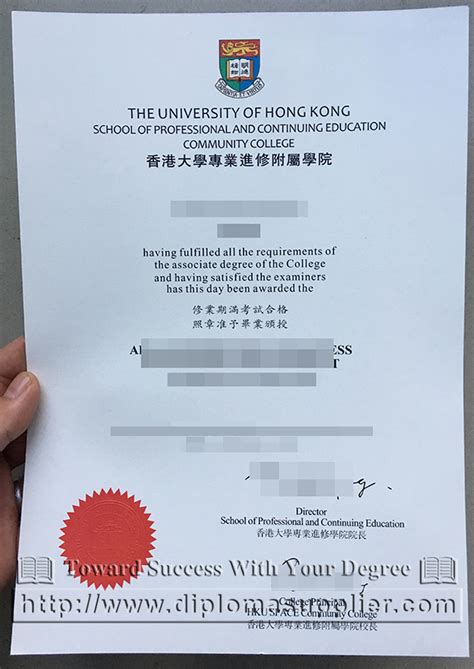 THE UNIVERSITY OF HONG KONG
SCHOOL OF PROFESSIONAL AND CONTINUING EDUCATION
COMMUNITY COLLEGE
香港大學專業進修附屬學院
having fulfilled all the requirements of
the associate degree of the College
and having satisfied the examiners
has this day been awarded the
修業期滿考試合格
照章准予畢業頒授
ESS
T
Director
School of Professional and Continuing Education
香港大學專業進修學院院長
Toward Success With Your Degree
College Principal
http://www.diplomasupplier.com
HKU SPACE Community College
香港大學專業進修附屬學院院長